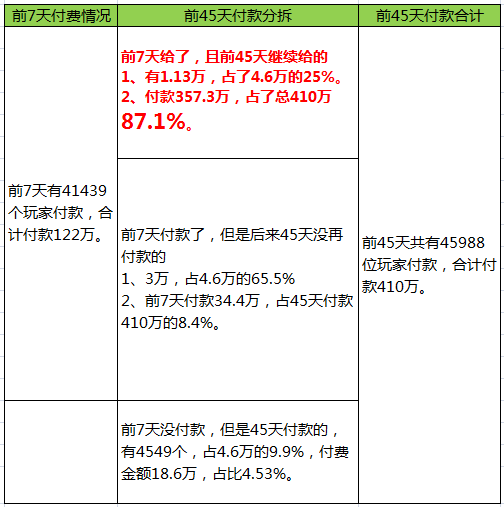 前7天付费情况
前45天付款分拆
前45天付款合计
前7天有41439
个玩家付款，合
计付款122万。
前7天给了，且前45天继续给的
1、有1.13万，占了4.6万的25%。
2、付款357.3万，占了总410万
87.1%。
前7天付款了，但是后来45天没再
付款的
1、3万，占4.6万的65.5%
2、前7天付款34.4万，占45天付款
410万的8.4%。
前7天没付款，但是45天付款的，
有4549个，占4.6万的9.9%，付费
金额18.6万，占比4.53%。
前45天共有45988
位玩家付款，合计付
款410万。